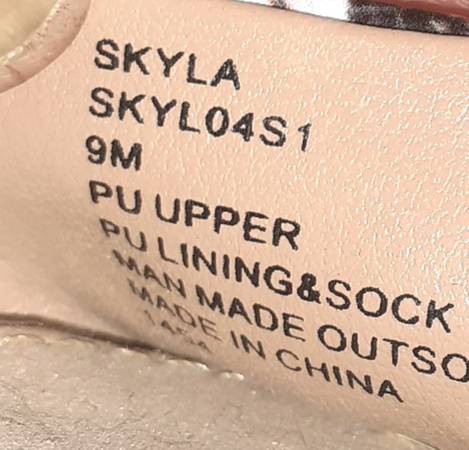 SKYLA
SKYL04S1
9M
PU UPPER
PU LINING&SOCK
MAN MADE OUTSO
MADE IN CHINA